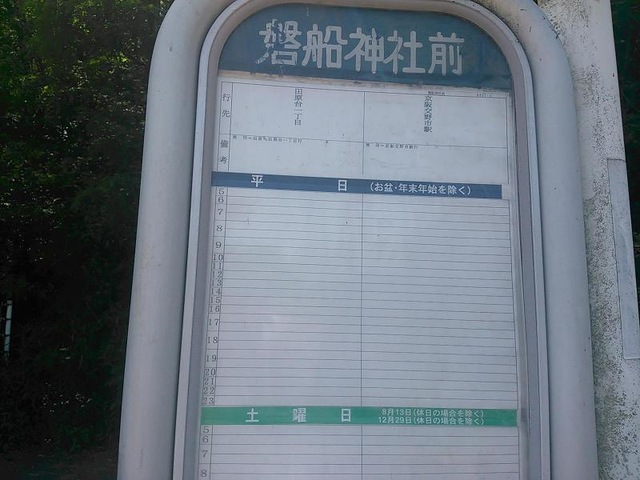 磐船神社前
行先
田原台一丁目
京阪交野市駅
備考
平 日 (お盆・年末年始を除く)
5
6
7
8
9
10
11
12
13
14
15
16
17
18
19
20
21
22
23
土 曜 日 8月13日(休日の場合を除く)
12月29日(休日の場合を除く)
5
6
7
8